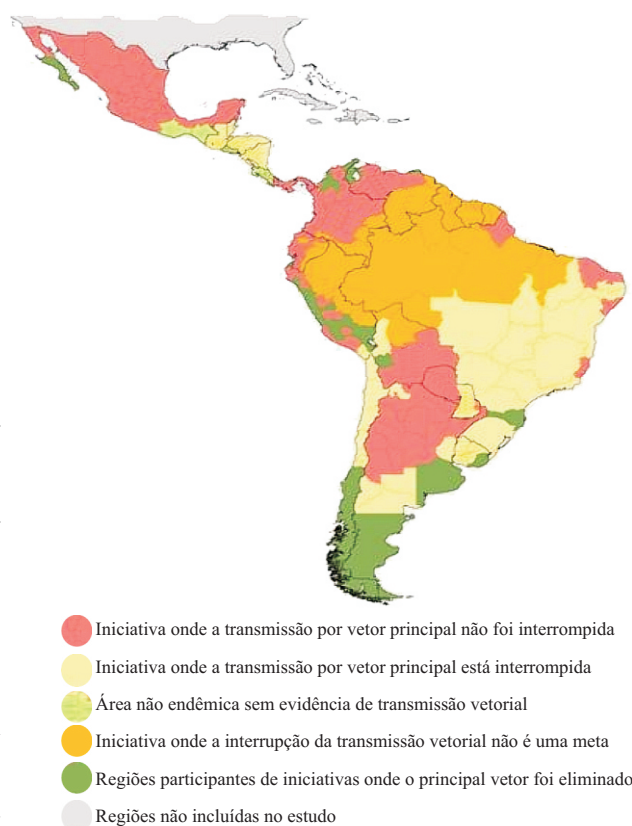 Iniciativa onde a transmissão por vetor principal não foi interrompida
Iniciativa onde a transmissão por vetor principal está interrompida
Área não endêmica sem evidência de transmissão vetorial
Iniciativa onde a interrupção da transmissão vetorial não é uma meta
Regiões participantes de iniciativas onde o principal vetor foi eliminado
Regiões não incluídas no estudo